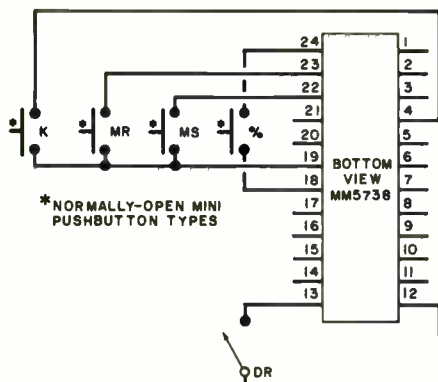 24
23
22
21
20
19
18
17
16
15
14
13
1
2
3
4
5
6
7
8
9
10
11
12
BOTTOM
VIEW
MM5738
* K
* MR
* MS
* %
*NORMALLY-OPEN MINI
PUSHBUTTON TYPES
DR